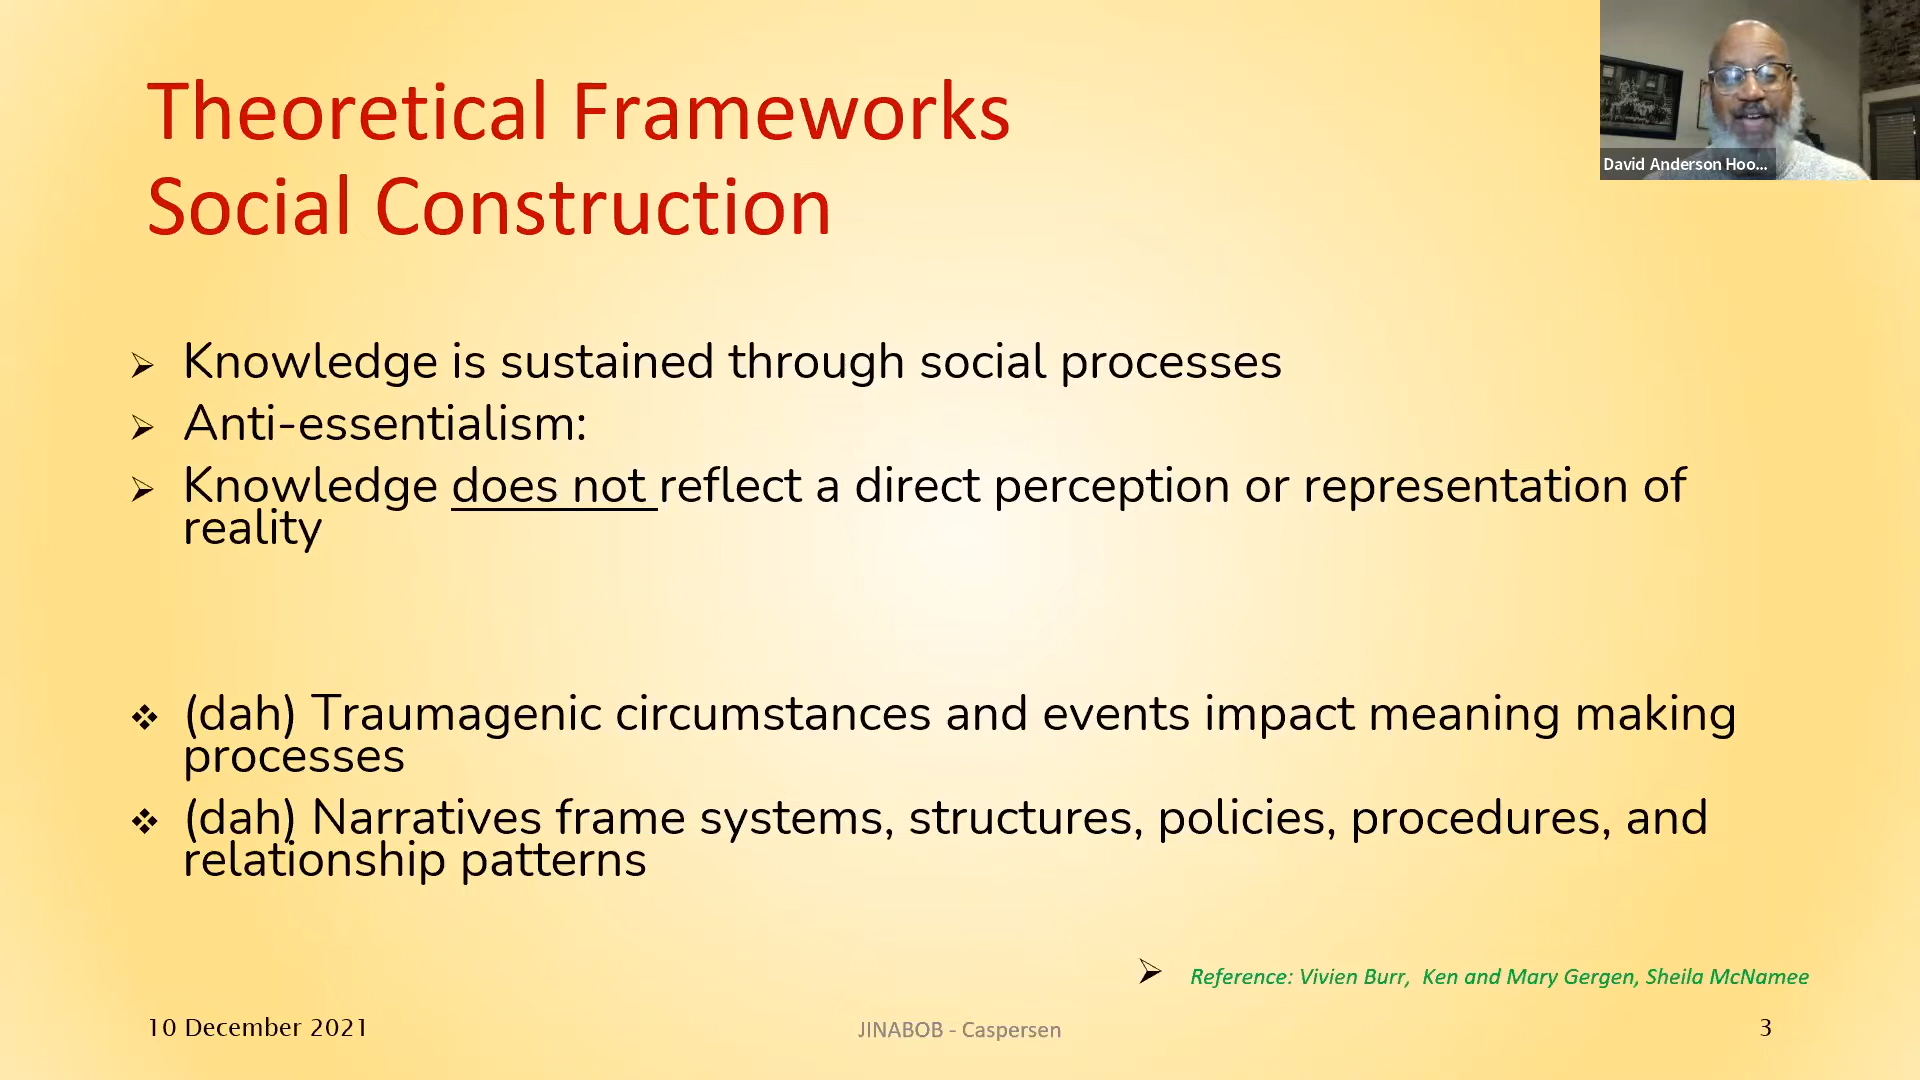 Theoretical Frameworks
Social Construction
David Anderson Hoo...
Knowledge is sustained through social processes
Anti-essentialism:
Knowledge does not reflect a direct perception or representation of
reality
(dah) Traumagenic circumstances and events impact meaning making
processes
(dah) Narratives frame systems, structures, policies, procedures, and
relationship patterns
Reference: Vivien Burr, Ken and Mary Gergen, Sheila McNamee
10 December 2021
JINABOB - Caspersen
3